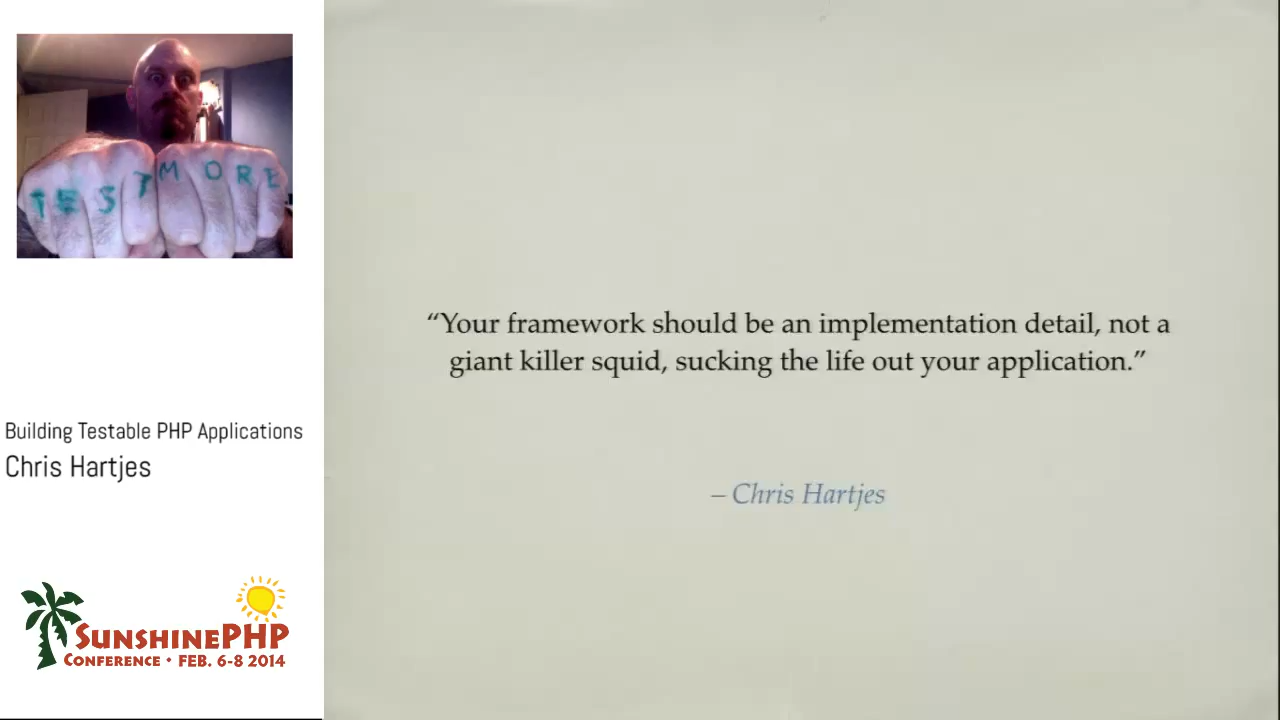 TEST MORE
Building Testable PHP Applications
Chris Hartjes
SUNSHINEPHP
CONFERENCE • FEB. 6-8 2014
“Your framework should be an implementation detail, not a
giant killer squid, sucking the life out your application.”
– Chris Hartjes